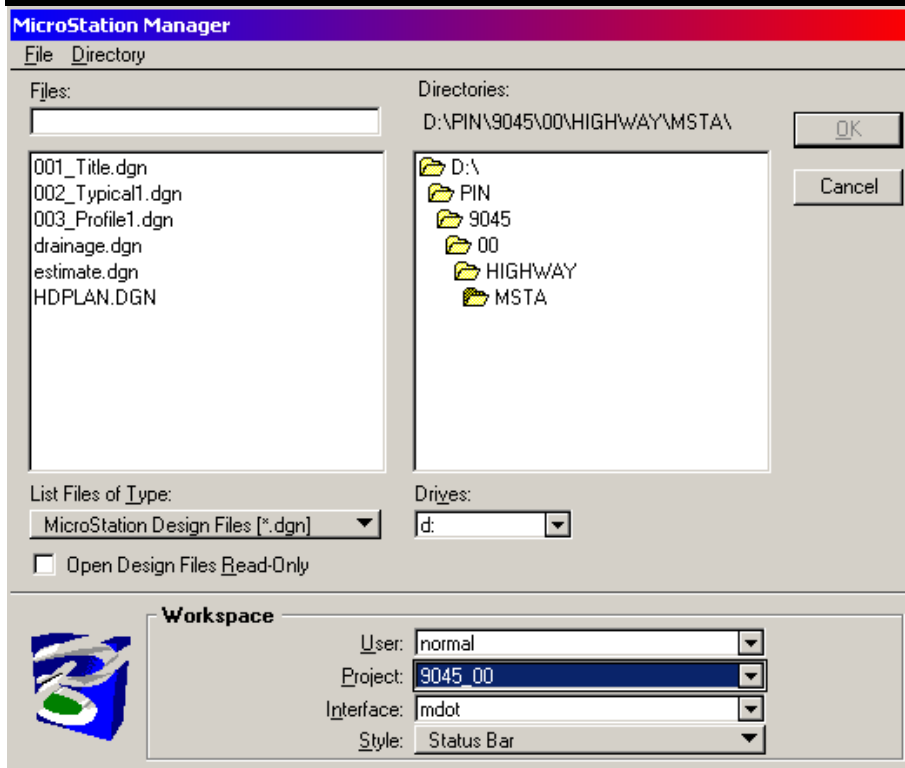 MicroStation Manager
File Directory
Files:
001_Title.dgn
002_Typical1.dgn
003_Profile1.dgn
drainage.dgn
estimate.dgn
HDPLAN.DGN
List Files of Type:
MicroStation Design Files [*.dgn]
Open Design Files Read-Only
Directories:
D:\PIN\9045\00\HIGHWAY\MSTA\
D:\
PIN
9045
00
HIGHWAY
MSTA
Drives:
d:
OK
Cancel
Workspace
User: normal
Project: 9045_00
Interface: mdot
Style: Status Bar